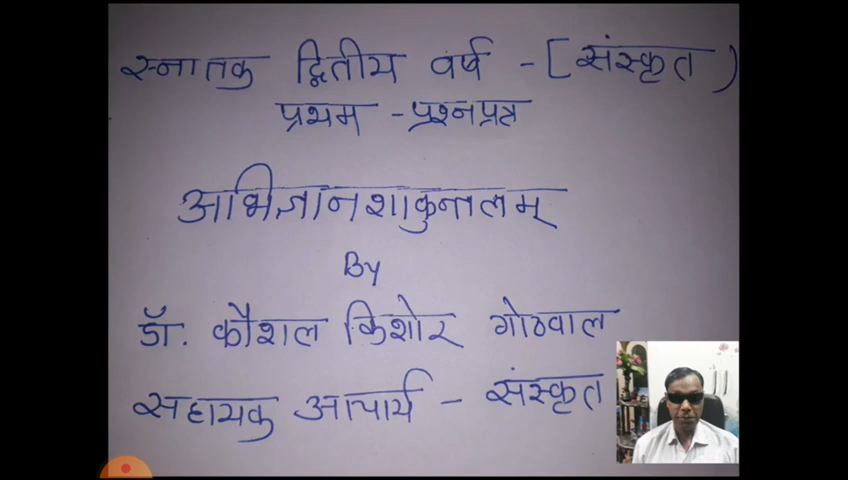 स्नातक द्वितीय वर्ष - [संस्कृत)
प्रथम - प्रश्नपत्र
अभिज्ञानशाकुन्तलम्
By
डॉ. कौशल किशोर गोठवाल
सहायक आचार्य - संस्कृत